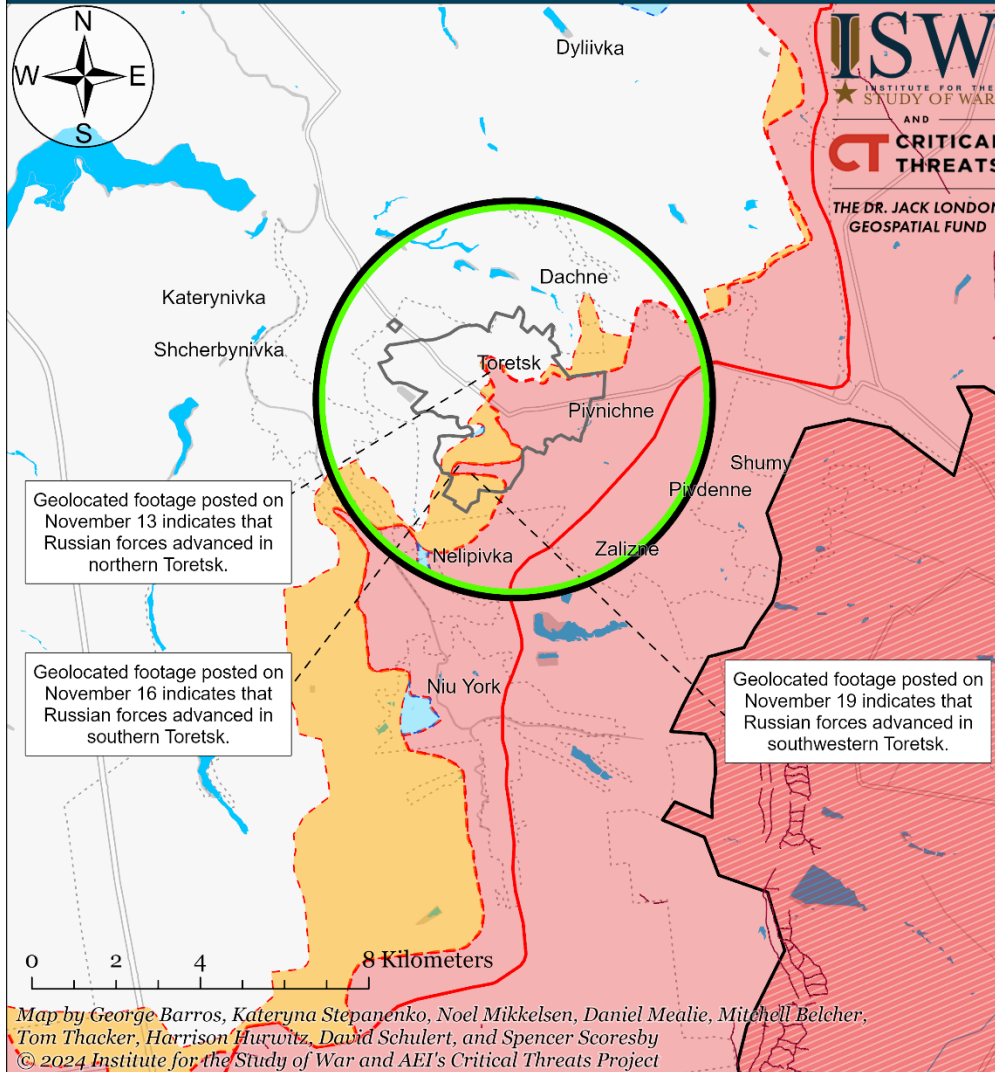 N
W
E
S
ISW
INSTITUTE FOR THE
STUDY OF WAR
AND
CT CRITICAL
THREATS
THE DR. JACK LONDON
GEOSPATIAL FUND
Dyliivka
Dachne
Katerynivka
Shcherbynivka
Toretsk
Pivnichne
Shumy
Pivdenne
Zalizne
Nelipivka
Niu York
Geolocated footage posted on
November 13 indicates that
Russian forces advanced in
northern Toretsk.
Geolocated footage posted on
November 16 indicates that
Russian forces advanced in
southern Toretsk.
Geolocated footage posted on
November 19 indicates that
Russian forces advanced in
southwestern Toretsk.
0 2 4 8 Kilometers
Map by George Barros, Kateryna Stepanenko, Noel Mikkelsen, Daniel Mealie, Mitchell Belcher,
Tom Thacker, Harrison Hurwitz, David Schulert, and Spencer Scoresby
© 2024 Institute for the Study of War and AEI's Critical Threats Project